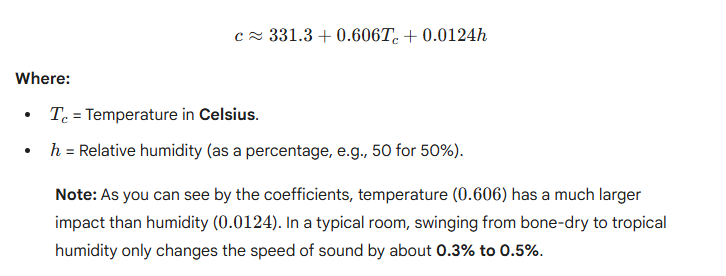 c ≈ 331.3 + 0.606T_c + 0.0124h
Where:
• T_c = Temperature in Celsius.
• h = Relative humidity (as a percentage, e.g., 50 for 50%).
Note: As you can see by the coefficients, temperature (0.606) has a much larger
impact than humidity (0.0124). In a typical room, swinging from bone-dry to tropical
humidity only changes the speed of sound by about 0.3% to 0.5%.